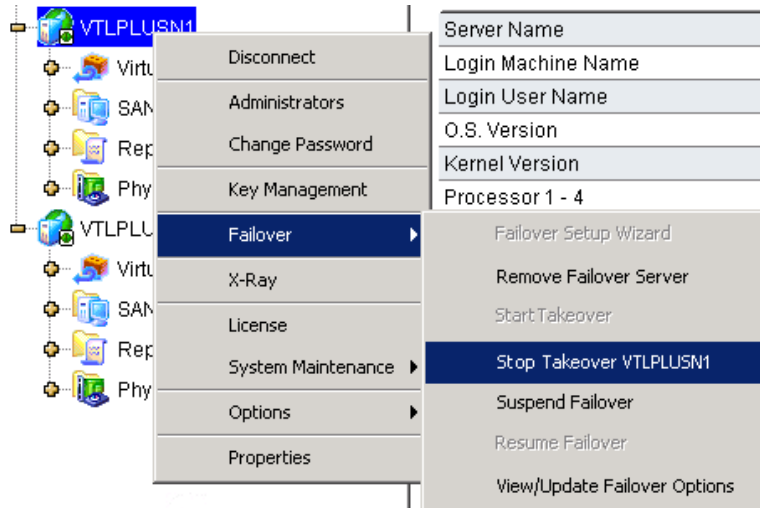 VTLPLUSN1
Virtu
SAN
Rep
Phy
VTLPLU
Virtu
SAN
Rep
Phy
Disconnect
Administrators
Change Password
Key Management
Failover
X-Ray
License
System Maintenance
Options
Properties
Failover Setup Wizard
Remove Failover Server
Start Takeover
Stop Takeover VTLPLUSN1
Suspend Failover
Resume Failover
View/Update Failover Options
Server Name
Login Machine Name
Login User Name
O.S. Version
Kernel Version
Processor 1 - 4